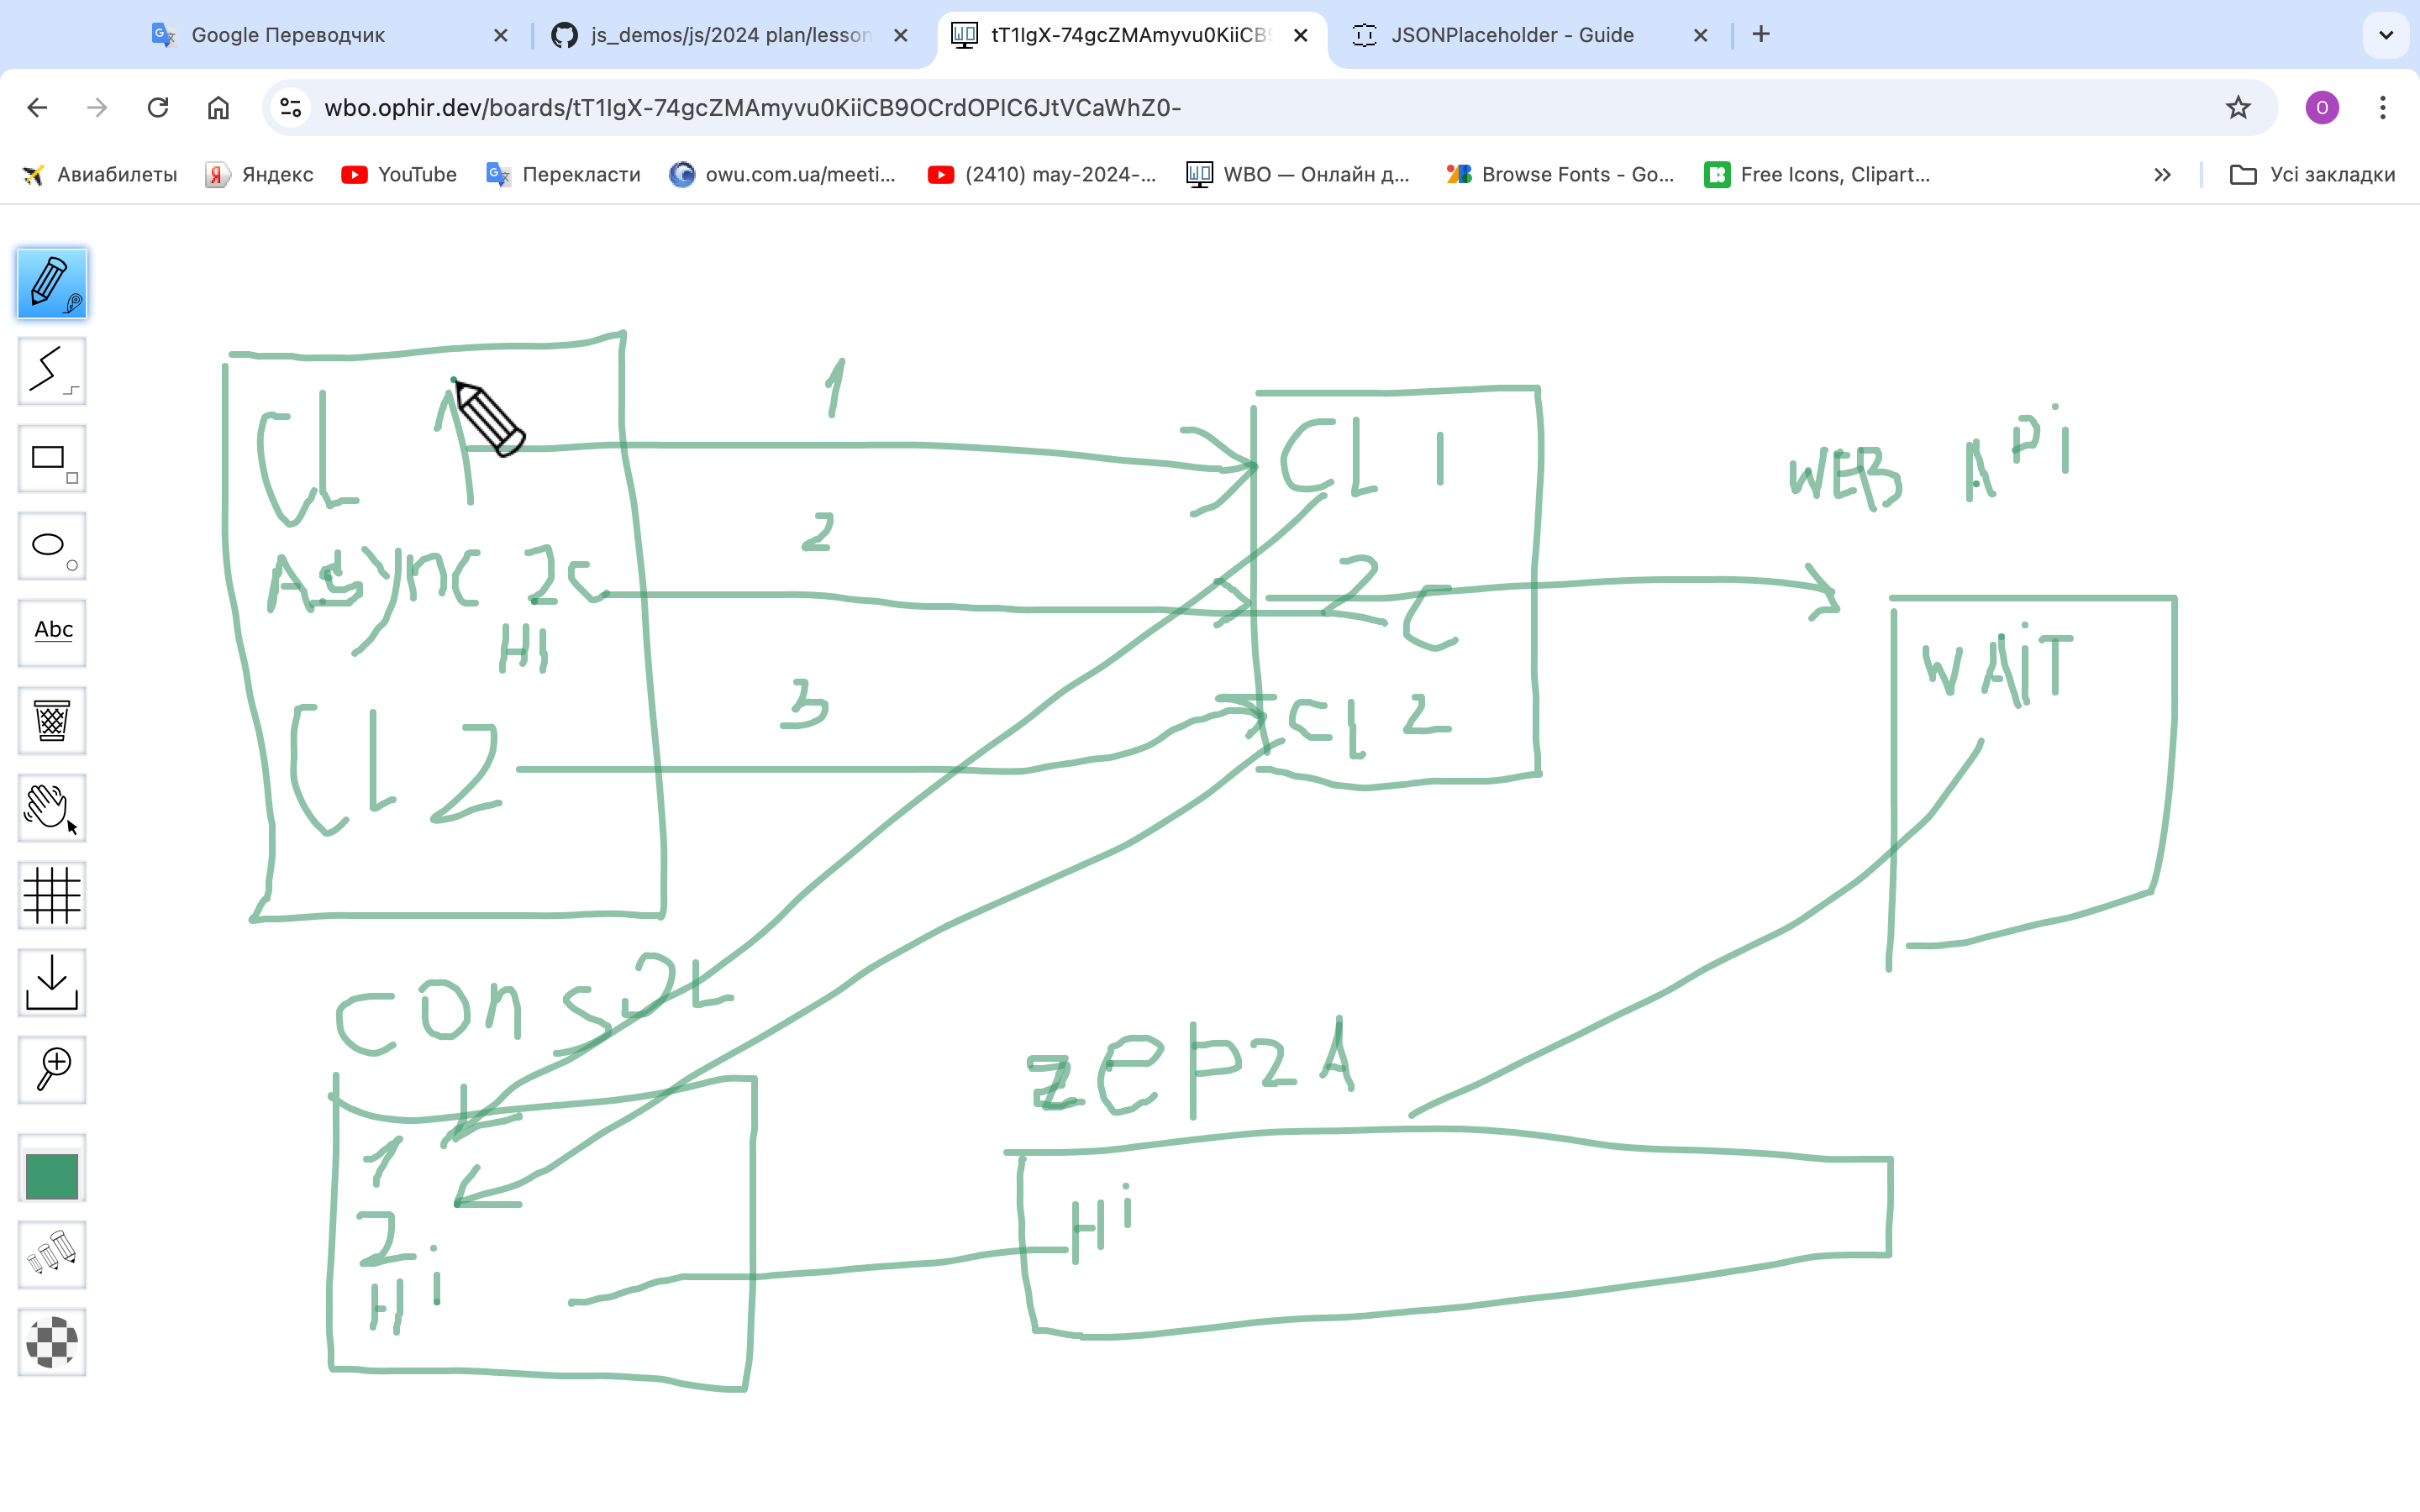 Google Переводчик
js_demos/js/2024 plan/lesson
tT1IgX-74gcZMAmyvu0KiiCB9
JSONPlaceholder - Guide
wbo.ophir.dev/boards/tT1IgX-74gcZMAmyvu0KiiCB9OCrdOPIC6JtVCaWhZ0-
O
Авиабилеты
Яндекс
YouTube
Перекласти
owu.com.ua/meeti...
(2410) may-2024-...
WBO — Онлайн д...
Browse Fonts - Go...
Free Icons, Clipart...
Усі закладки
Abc
CL 1
Async 2c
HI
CL 2
1
2
3
CL 1
2c
CL 2
WEB APi
WAiT
1
2
Hi
Hi